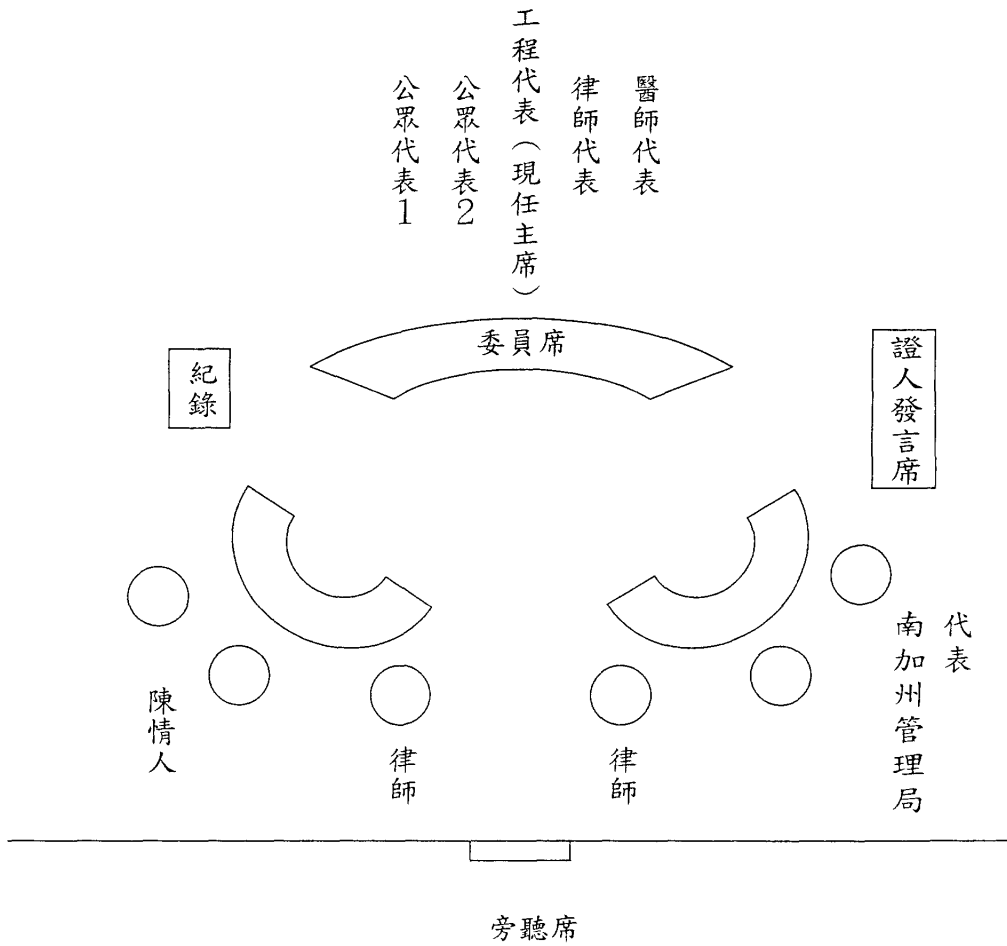 公眾代表1
公眾代表2
工程代表（現任主席）
律師代表
醫師代表
委員席
紀錄
證人發言席
陳情人
律師
律師
南加州管理局
代表
旁聽席